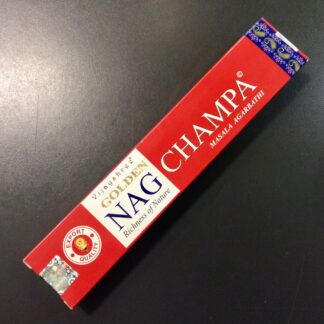 Vijayshree
GOLDEN
NAG
Richness of Nature
CHAMPA©
MASALA AGARBATHI
EXPORT
QUALITY